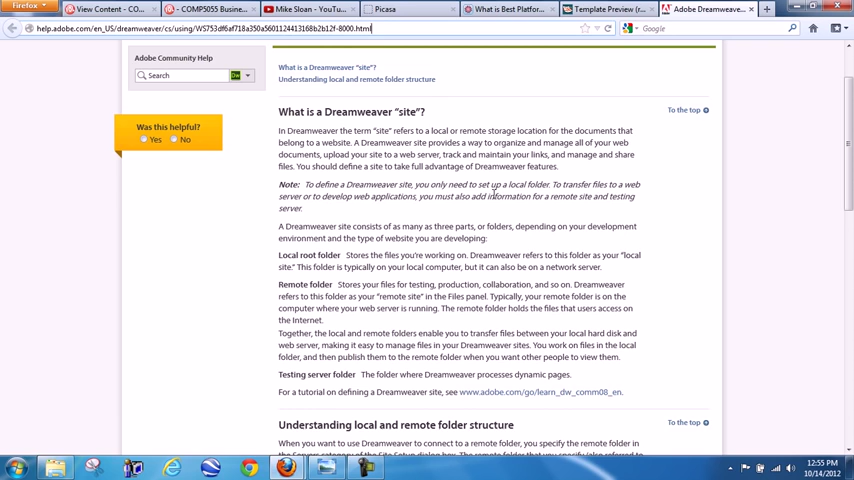 Firefox
View Content - CO...
- COMP5055 Busine...
Mike Sloan - YouTu...
Picasa
What is Best Platfor...
Template Preview (r...
Adobe Dreamweave...
help.adobe.com/en_US/dreamweaver/cs/using/WS753df6af718a350a5601124413168b2b12f-8000.html
Google
Adobe Community Help
Search
Dw
Was this helpful?
Yes No
What is a Dreamweaver “site”?
Understanding local and remote folder structure
What is a Dreamweaver “site”?
To the top
In Dreamweaver the term “site” refers to a local or remote storage location for the documents that
belong to a website. A Dreamweaver site provides a way to organize and manage all of your web
documents, upload your site to a web server, track and maintain your links, and manage and share
files. You should define a site to take full advantage of Dreamweaver features.
Note: To define a Dreamweaver site, you only need to set up a local folder. To transfer files to a web
server or to develop web applications, you must also add information for a remote site and testing
server.
A Dreamweaver site consists of as many as three parts, or folders, depending on your development
environment and the type of website you are developing:
Local root folder Stores the files you’re working on. Dreamweaver refers to this folder as your “local
site.” This folder is typically on your local computer, but it can also be on a network server.
Remote folder Stores your files for testing, production, collaboration, and so on. Dreamweaver
refers to this folder as your “remote site” in the Files panel. Typically, your remote folder is on the
computer where your web server is running. The remote folder holds the files that users access on
the Internet.
Together, the local and remote folders enable you to transfer files between your local hard disk and
web server, making it easy to manage files in your Dreamweaver sites. You work on files in the local
folder, and then publish them to the remote folder when you want other people to view them.
Testing server folder The folder where Dreamweaver processes dynamic pages.
For a tutorial on defining a Dreamweaver site, see www.adobe.com/go/learn_dw_comm08_en.
Understanding local and remote folder structure
To the top
When you want to use Dreamweaver to connect to a remote folder, you specify the remote folder in
the Remote
12:55 PM
10/14/2012